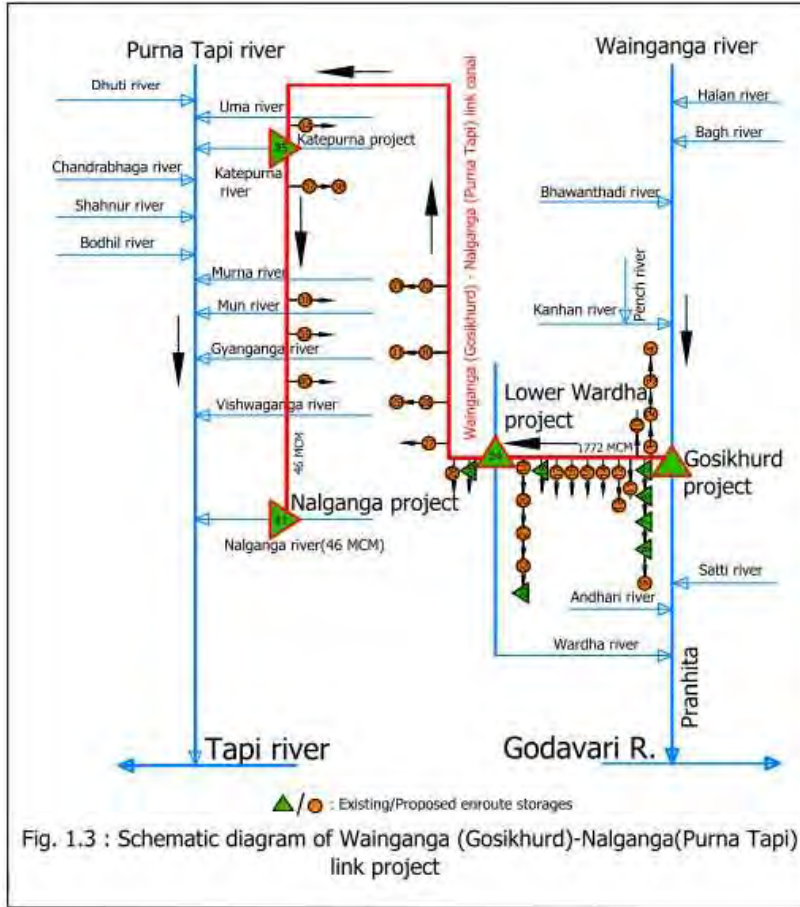 Purna Tapi river
Wainganga river
Dhuti river
Halan river
Uma river
Katepurna project
Bagh river
Chandrabhaga river
Katepurna
river
Bhawanthadi river
Shahnur river
Bodhil river
Wainganga (Gosikhurd) - Nalganga (Purna Tapi) link canal
Pench river
Murna river
Mun river
Kanhan river
Gyanganga river
Lower Wardha
project
Vishwaganga river
46 MCM
1772 MCM
Gosikhurd
project
Nalganga project
Nalganga river(46 MCM)
Satti river
Andhari river
Wardha river
Pranhita
Tapi river
Godavari R.
/ : Existing/Proposed enroute storages
Fig. 1.3 : Schematic diagram of Wainganga (Gosikhurd)-Nalganga(Purna Tapi)
link project